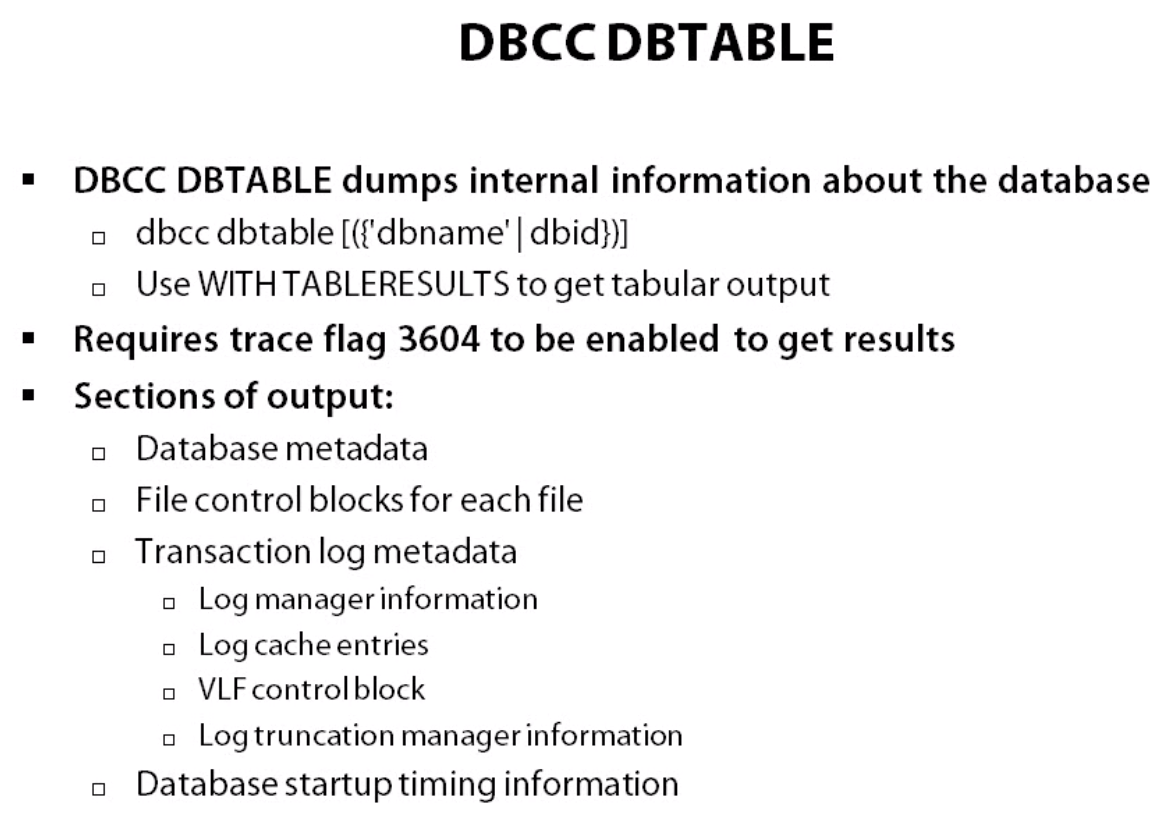 DBCC DBTABLE
DBCC DBTABLE dumps internal information about the database
dbcc dbtable [({'dbname' | dbid})]
Use WITH TABLERESULTS to get tabular output
Requires trace flag 3604 to be enabled to get results
Sections of output:
Database metadata
File control blocks for each file
Transaction log metadata
Log manager information
Log cache entries
VLF control block
Log truncation manager information
Database startup timing information